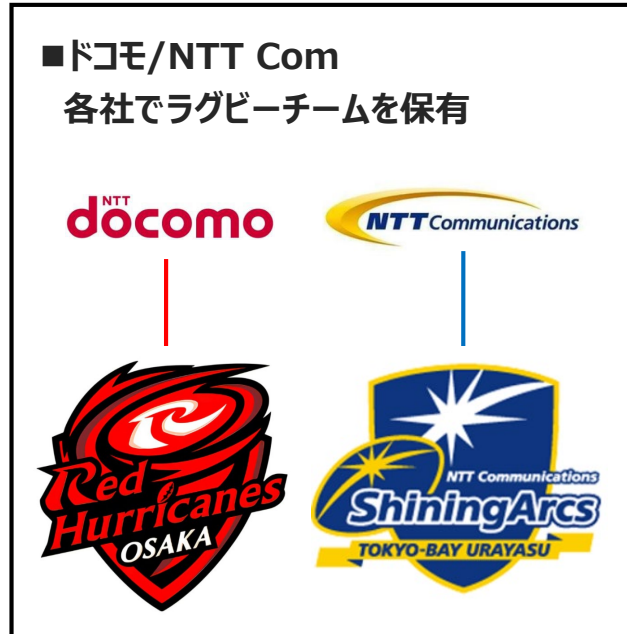 ■ドコモ/NTT Com
各社でラグビーチームを保有
NTT
docomo
NTT Communications
Red
Hurricanes
OSAKA
NTT Communications
ShiningArcs
TOKYO-BAY URAYASU